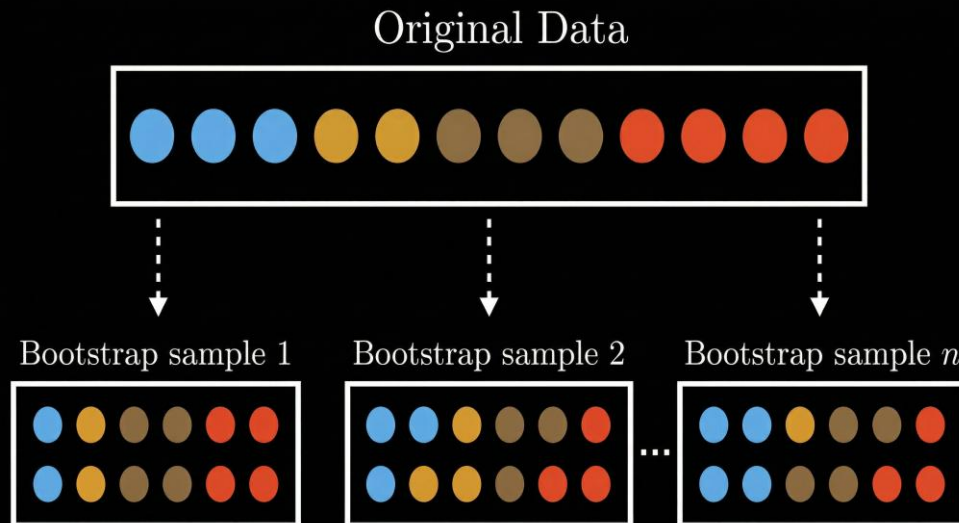 Original Data
Bootstrap sample 1
Bootstrap sample 2
Bootstrap sample n
...